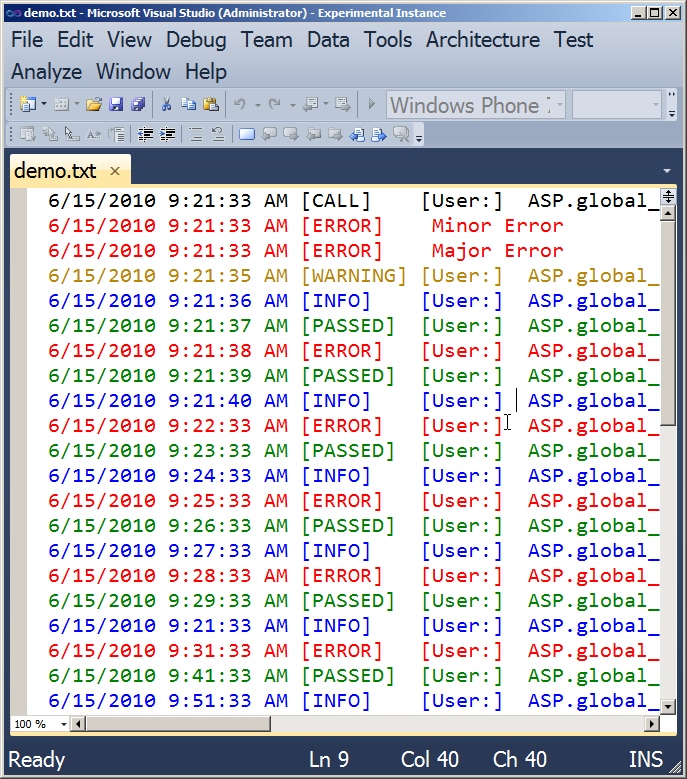 demo.txt - Microsoft Visual Studio (Administrator) - Experimental Instance
File Edit View Debug Team Data Tools Architecture Test
Analyze Window Help
Windows Phone
demo.txt
6/15/2010 9:21:33 AM [CALL] [User:] ASP.global_
6/15/2010 9:21:33 AM [ERROR] Minor Error
6/15/2010 9:21:33 AM [ERROR] Major Error
6/15/2010 9:21:35 AM [WARNING] [User:] ASP.global_
6/15/2010 9:21:36 AM [INFO] [User:] ASP.global_
6/15/2010 9:21:37 AM [PASSED] [User:] ASP.global_
6/15/2010 9:21:38 AM [ERROR] [User:] ASP.global_
6/15/2010 9:21:39 AM [PASSED] [User:] ASP.global_
6/15/2010 9:21:40 AM [INFO] [User:] ASP.global_
6/15/2010 9:22:33 AM [ERROR] [User:] ASP.global_
6/15/2010 9:23:33 AM [PASSED] [User:] ASP.global_
6/15/2010 9:24:33 AM [INFO] [User:] ASP.global_
6/15/2010 9:25:33 AM [ERROR] [User:] ASP.global_
6/15/2010 9:26:33 AM [PASSED] [User:] ASP.global_
6/15/2010 9:27:33 AM [INFO] [User:] ASP.global_
6/15/2010 9:28:33 AM [ERROR] [User:] ASP.global_
6/15/2010 9:29:33 AM [PASSED] [User:] ASP.global_
6/15/2010 9:21:33 AM [INFO] [User:] ASP.global_
6/15/2010 9:31:33 AM [ERROR] [User:] ASP.global_
6/15/2010 9:41:33 AM [PASSED] [User:] ASP.global_
6/15/2010 9:51:33 AM [INFO] [User:] ASP.global_
100 %
Ready Ln 9 Col 40 Ch 40 INS